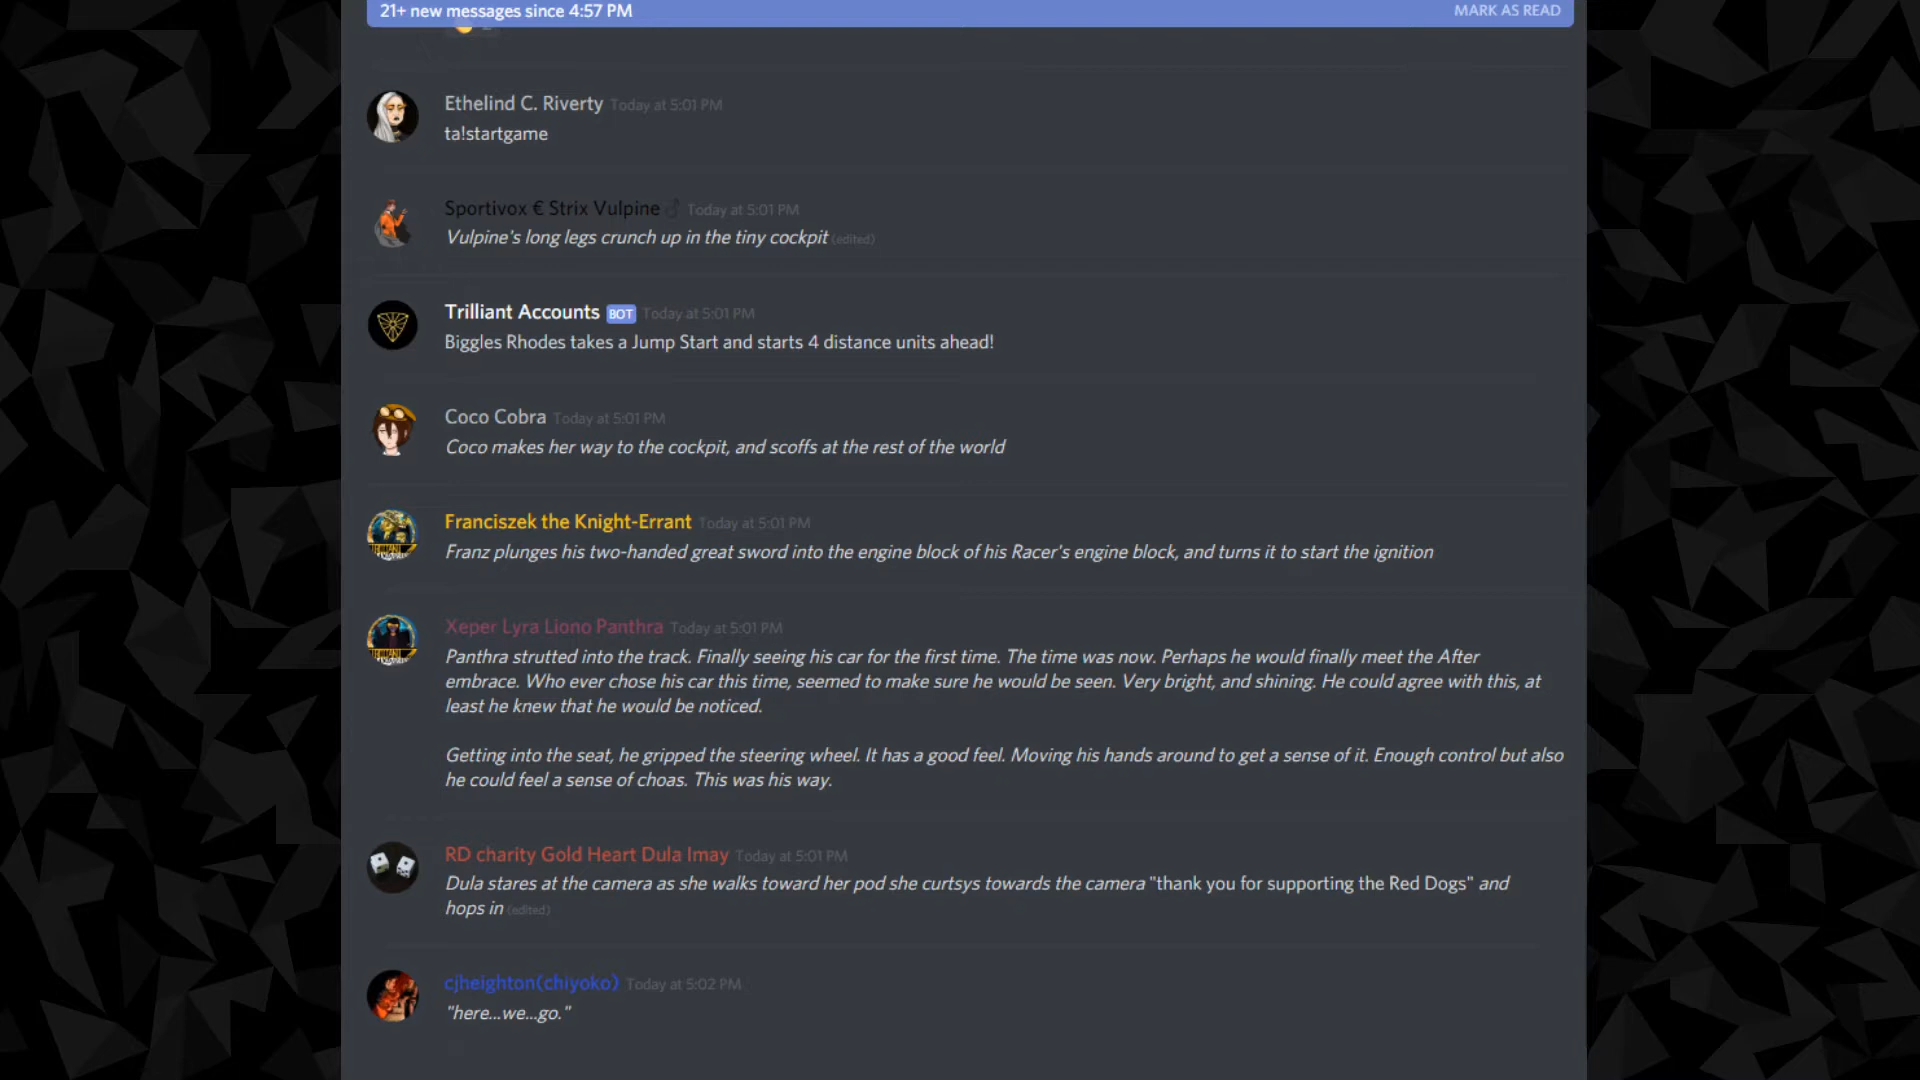 21+ new messages since 4:57 PM
MARK AS READ
Ethelind C. Riverty Today at 5:01 PM
ta!startgame
Sportivox € Strix Vulpine♂ Today at 5:01 PM
Vulpine's long legs crunch up in the tiny cockpit (edited)
Trilliant Accounts BOT Today at 5:01 PM
Biggles Rhodes takes a Jump Start and starts 4 distance units ahead!
Coco Cobra Today at 5:01 PM
Coco makes her way to the cockpit, and scoffs at the rest of the world
Franciszek the Knight-Errant Today at 5:01 PM
Franz plunges his two-handed great sword into the engine block of his Racer's engine block, and turns it to start the ignition
Xeper Lyra Liono Panthra Today at 5:01 PM
Panthra strutted into the track. Finally seeing his car for the first time. The time was now. Perhaps he would finally meet the After
embrace. Who ever chose his car this time, seemed to make sure he would be seen. Very bright, and shining. He could agree with this, at
least he knew that he would be noticed.
Getting into the seat, he gripped the steering wheel. It has a good feel. Moving his hands around to get a sense of it. Enough control but also
he could feel a sense of choas. This was his way.
RD charity Gold Heart Dula Imay Today at 5:01 PM
Dula stares at the camera as she walks toward her pod she curtsys towards the camera "thank you for supporting the Red Dogs" and
hops in (edited)
cjheighton(chiyoko) Today at 5:02 PM
"here...we...go."